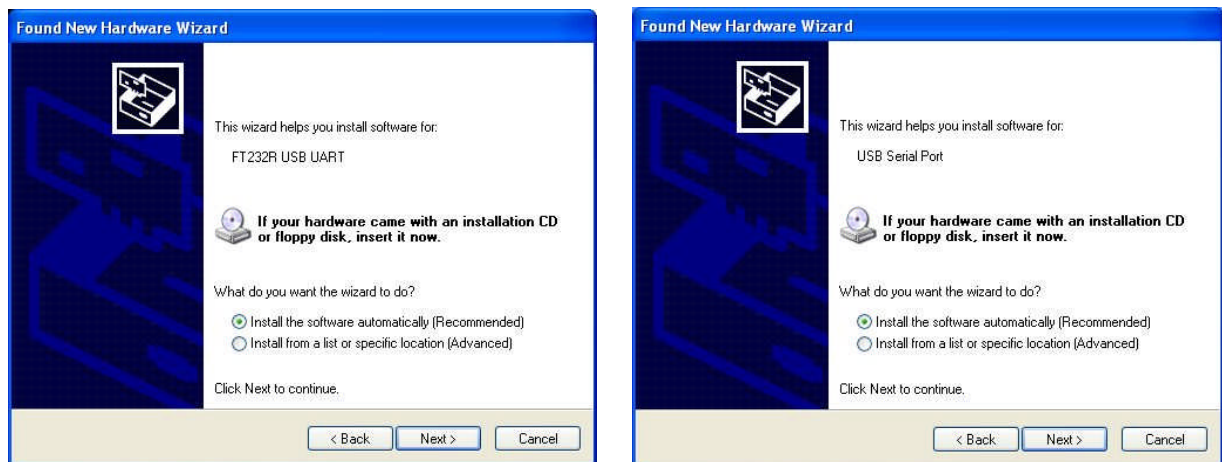 Found New Hardware Wizard
This wizard helps you install software for:
FT232R USB UART
If your hardware came with an installation CD
or floppy disk, insert it now.
What do you want the wizard to do?
Install the software automatically (Recommended)
Install from a list or specific location (Advanced)
Click Next to continue.
< Back Next > Cancel
Found New Hardware Wizard
This wizard helps you install software for:
USB Serial Port
If your hardware came with an installation CD
or floppy disk, insert it now.
What do you want the wizard to do?
Install the software automatically (Recommended)
Install from a list or specific location (Advanced)
Click Next to continue.
< Back Next > Cancel